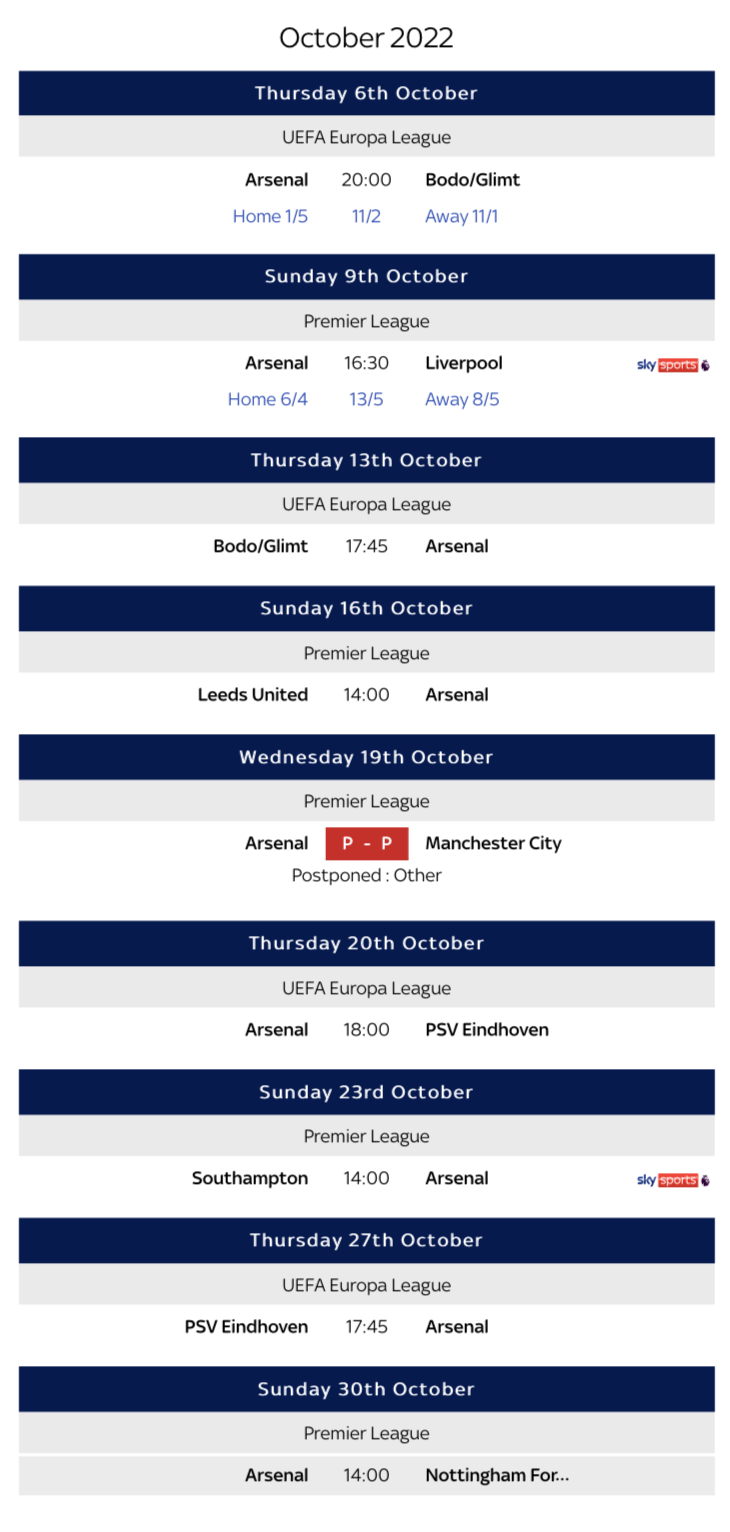 October 2022
Thursday 6th October
UEFA Europa League
Arsenal 20:00 Bodo/Glimt
Home 1/5 11/2 Away 11/1
Sunday 9th October
Premier League
Arsenal 16:30 Liverpool sky sports
Home 6/4 13/5 Away 8/5
Thursday 13th October
UEFA Europa League
Bodo/Glimt 17:45 Arsenal
Sunday 16th October
Premier League
Leeds United 14:00 Arsenal
Wednesday 19th October
Premier League
Arsenal P - P Manchester City
Postponed : Other
Thursday 20th October
UEFA Europa League
Arsenal 18:00 PSV Eindhoven
Sunday 23rd October
Premier League
Southampton 14:00 Arsenal sky sports
Thursday 27th October
UEFA Europa League
PSV Eindhoven 17:45 Arsenal
Sunday 30th October
Premier League
Arsenal 14:00 Nottingham For...